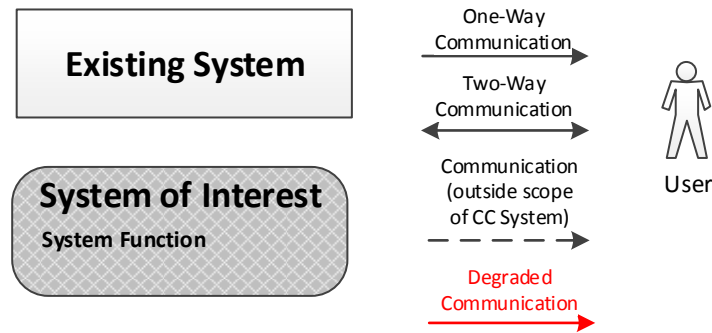 Existing System
System of Interest
System Function
One-Way
Communication
Two-Way
Communication
Communication
(outside scope
of CC System)
Degraded
Communication
User